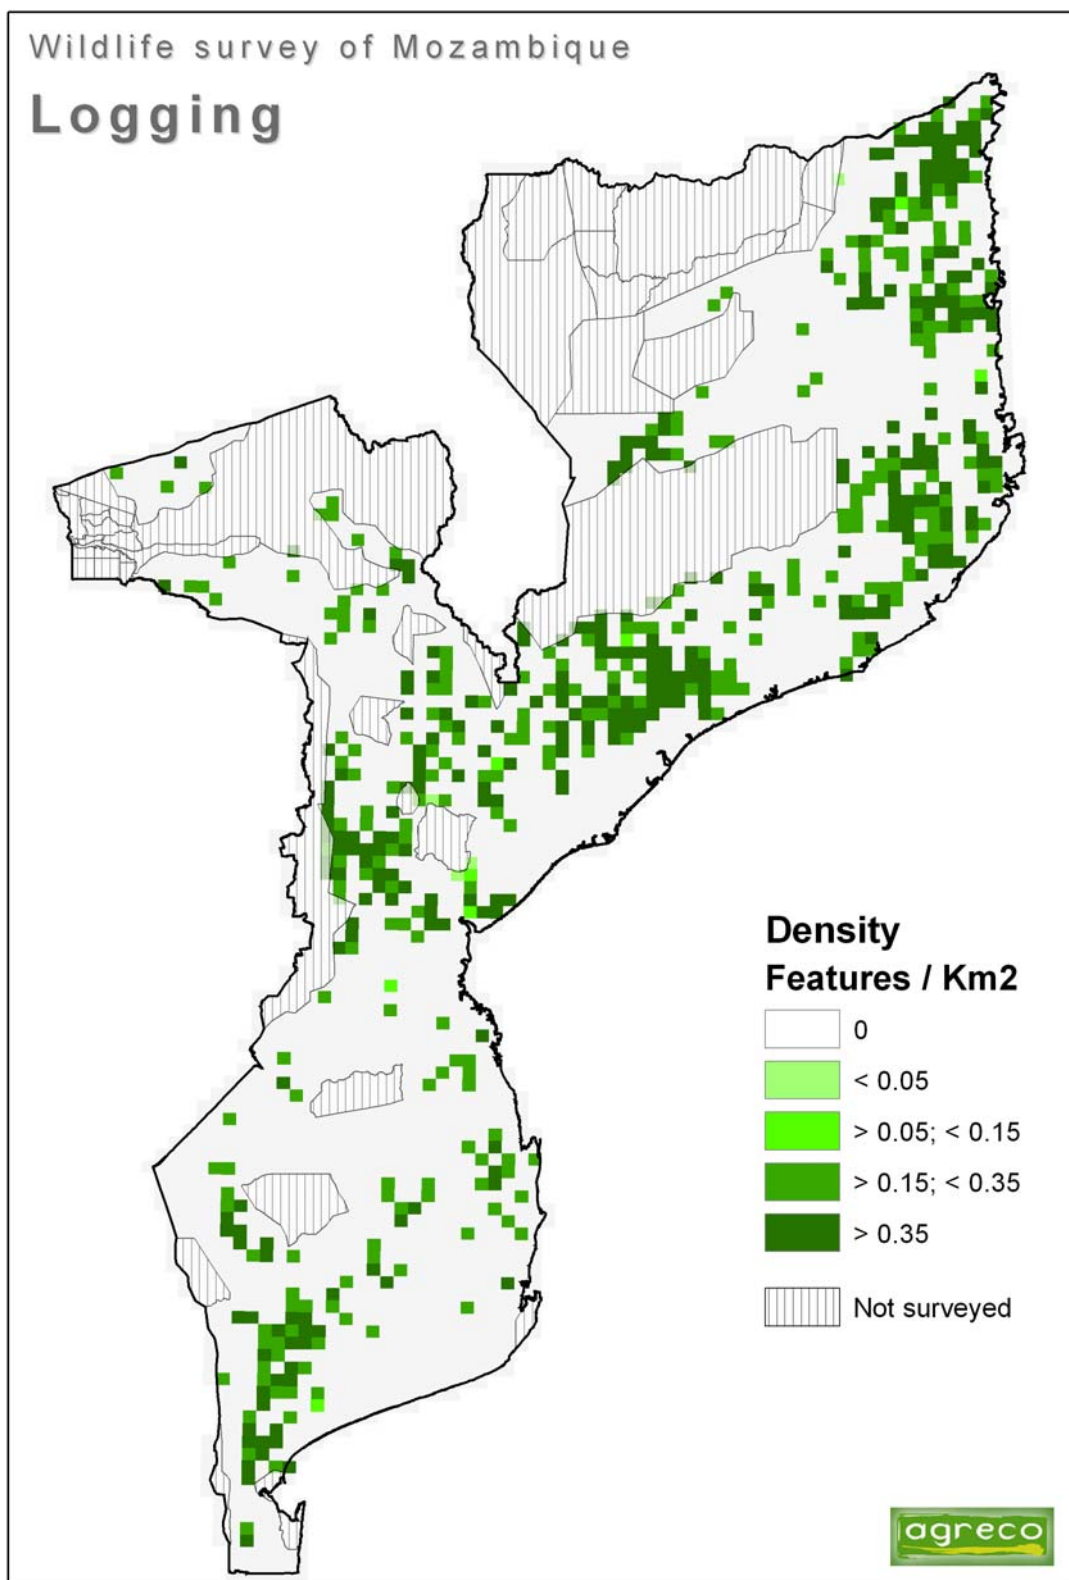 Wildlife survey of Mozambique
Logging
Density
Features / Km2
0
< 0.05
> 0.05; < 0.15
> 0.15; < 0.35
> 0.35
Not surveyed
agreco